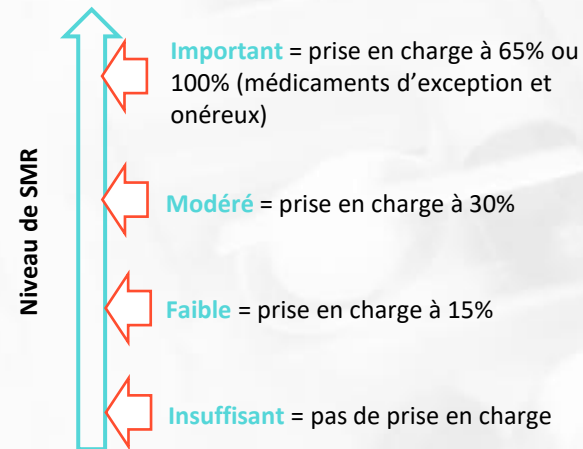 Niveau de SMR
Important = prise en charge à 65% ou
100% (médicaments d'exception et
onéreux)
Modéré = prise en charge à 30%
Faible = prise en charge à 15%
Insuffisant = pas de prise en charge